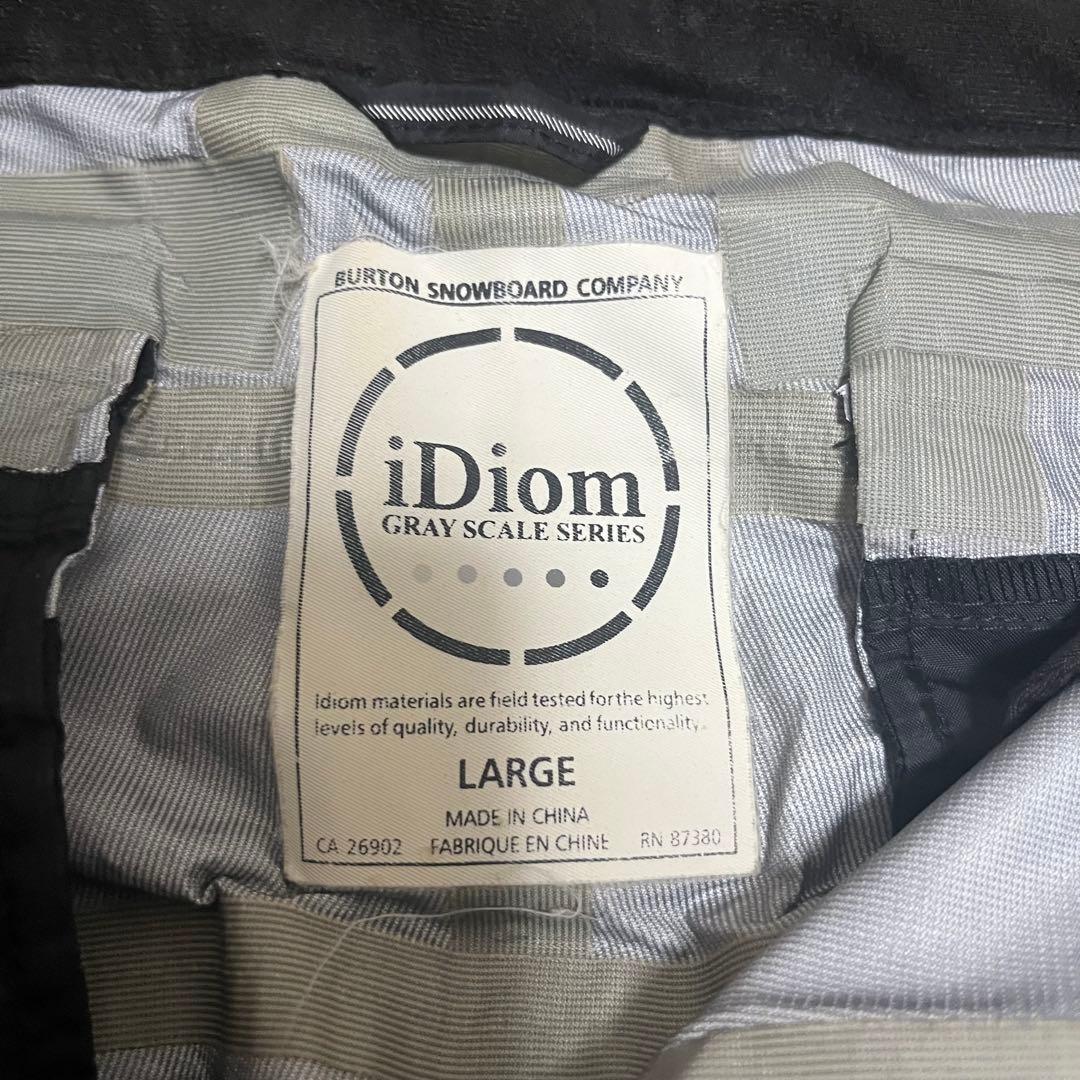 BURTON SNOWBOARD COMPANY
iDiom
GRAY SCALE SERIES
Idiom materials are field tested for the highest
levels of quality, durability, and functionality.
LARGE
MADE IN CHINA
CA 26902 FABRIQUE EN CHINE RN 87380